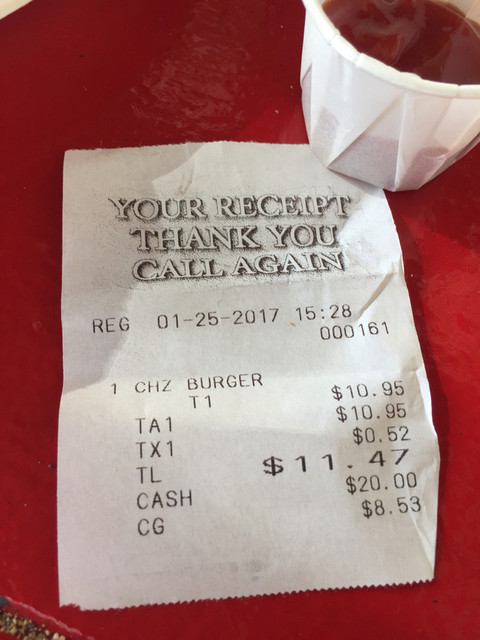 YOUR RECEIPT
THANK YOU
CALL AGAIN
REG 01-25-2017 15:28
000161
1 CHZ BURGER $10.95
T1
TA1 $10.95
TX1 $0.52
TL $11.47
CASH $20.00
CG $8.53